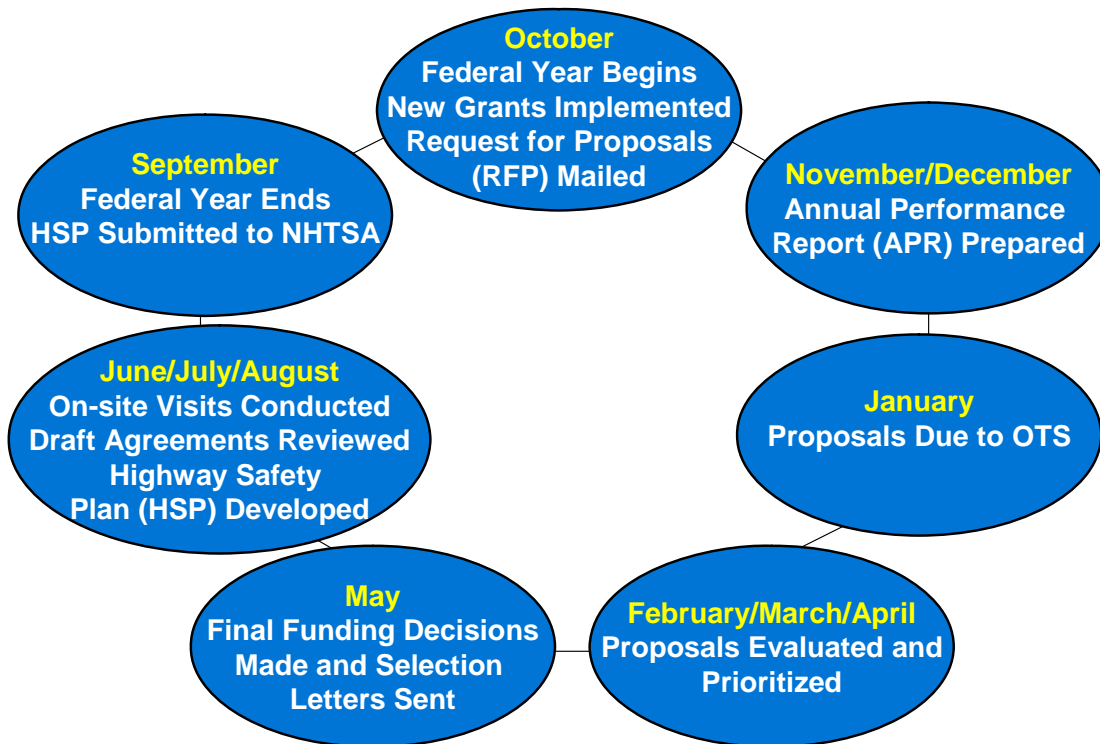 October
Federal Year Begins
New Grants Implemented
Request for Proposals
(RFP) Mailed
November/December
Annual Performance
Report (APR) Prepared
January
Proposals Due to OTS
February/March/April
Proposals Evaluated and
Prioritized
May
Final Funding Decisions
Made and Selection
Letters Sent
June/July/August
On-site Visits Conducted
Draft Agreements Reviewed
Highway Safety
Plan (HSP) Developed
September
Federal Year Ends
HSP Submitted to NHTSA